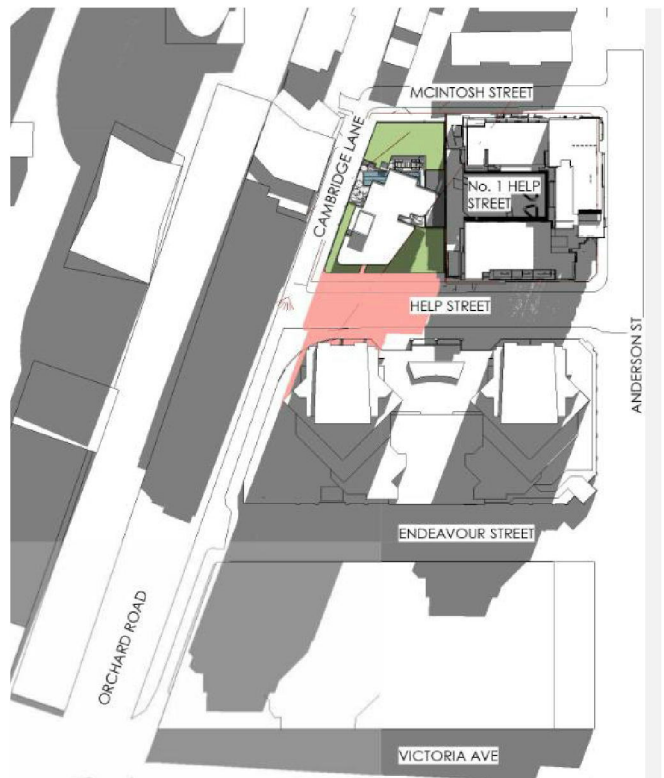 MCINTOSH STREET
CAMBRIDGE LANE
No. 1 HELP
STREET
HELP STREET
ANDERSON ST
ENDEAVOUR STREET
ORCHARD ROAD
VICTORIA AVE